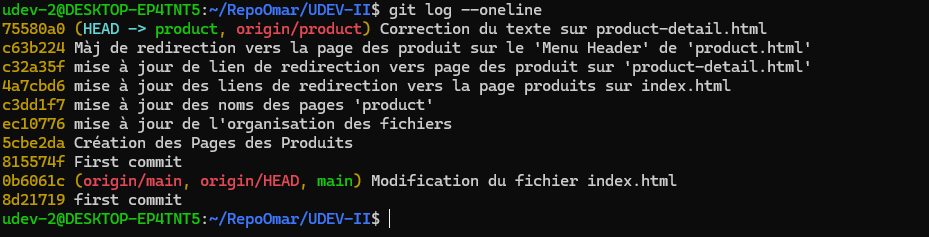 udev-2@DESKTOP-EP4TNT5:~/RepoOmar/UDEV-II$ git log --oneline
75580a0 (HEAD -> product, origin/product) Correction du texte sur product-detail.html
c63b224 Màj de redirection vers la page des produit sur le 'Menu Header' de 'product.html'
c32a35f mise à jour de lien de redirection vers page des produit sur 'product-detail.html'
4a7cbd6 mise à jour des liens de redirection vers la page produits sur index.html
c3dd1f7 mise à jour des noms des pages 'product'
ec10776 mise à jour de l'organisation des fichiers
5cbe2da Création des Pages des Produits
815574f First commit
0b6061c (origin/main, origin/HEAD, main) Modification du fichier index.html
8d21719 first commit
udev-2@DESKTOP-EP4TNT5:~/RepoOmar/UDEV-II$